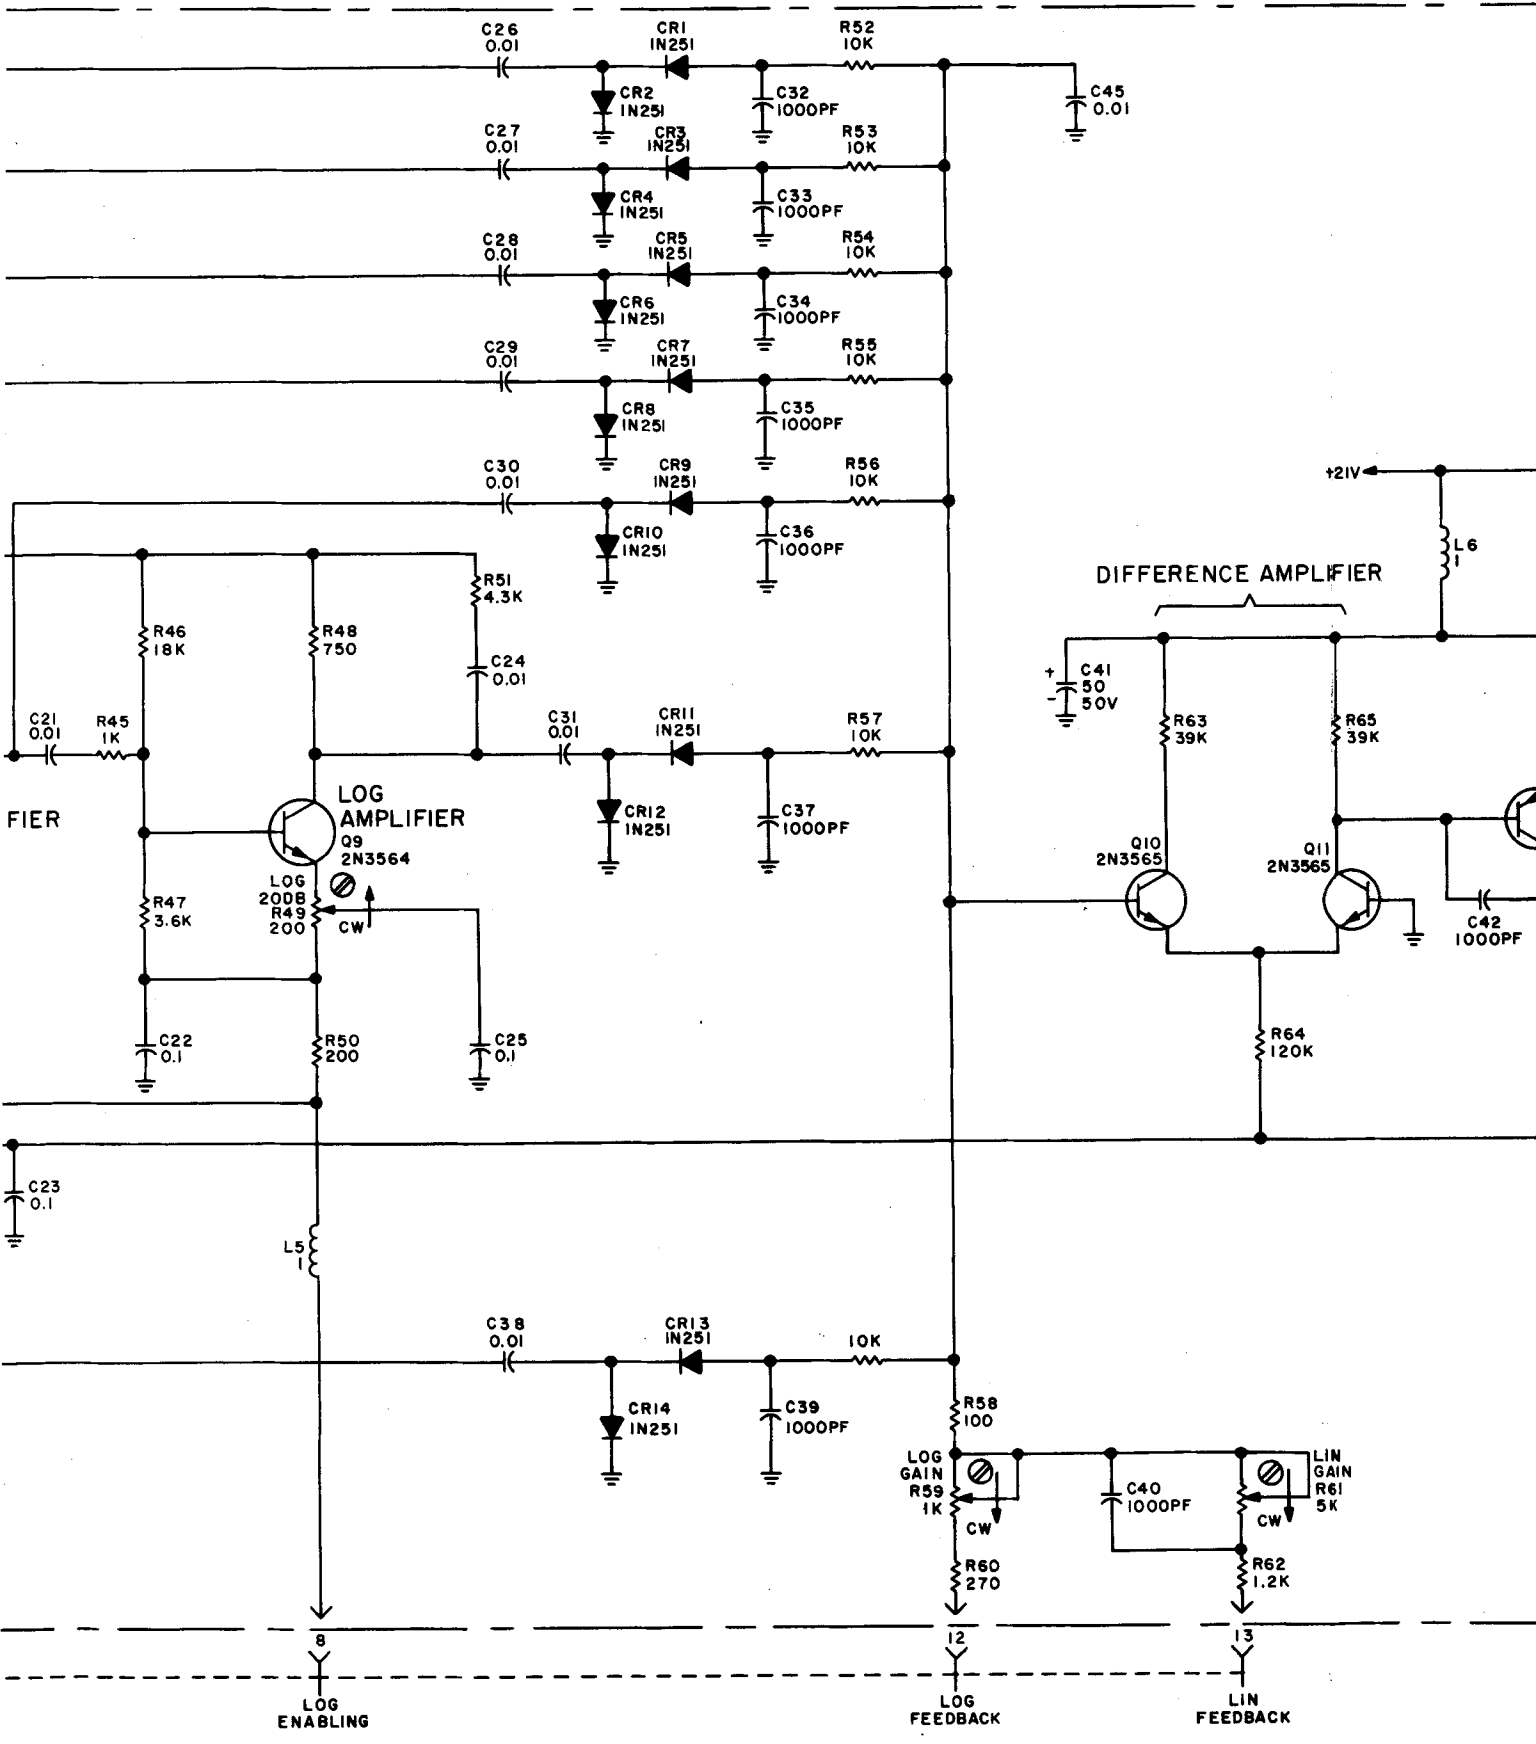 C26
0.01
CR1
IN251
R52
10K
CR2
IN251
C32
1000PF
C45
0.01
C27
0.01
CR3
IN251
R53
10K
CR4
IN251
C33
1000PF
C28
0.01
CR5
IN251
R54
10K
CR6
IN251
C34
1000PF
C29
0.01
CR7
IN251
R55
10K
CR8
IN251
C35
1000PF
C30
0.01
CR9
IN251
R56
10K
CR10
IN251
C36
1000PF
+21V
L6
1
DIFFERENCE AMPLIFIER
R51
4.3K
R46
18K
R48
750
C24
0.01
+
-
C41
50
50V
C21
0.01
R45
1K
C31
0.01
CR11
IN251
R57
10K
R63
39K
R65
39K
FIER
LOG
AMPLIFIER
Q9
2N3564
CR12
IN251
C37
1000PF
Q10
2N3565
Q11
2N3565
R47
3.6K
LOG
20DB
R49
200
CW
C42
1000PF
C22
0.1
R50
200
C25
0.1
R64
120K
C23
0.1
L5
1
C38
0.01
CR13
IN251
10K
CR14
IN251
C39
1000PF
R58
100
LOG
GAIN
R59
1K
CW
C40
1000PF
LIN
GAIN
R61
5K
CW
R60
270
R62
1.2K
8
12
13
LOG
ENABLING
LOG
FEEDBACK
LIN
FEEDBACK